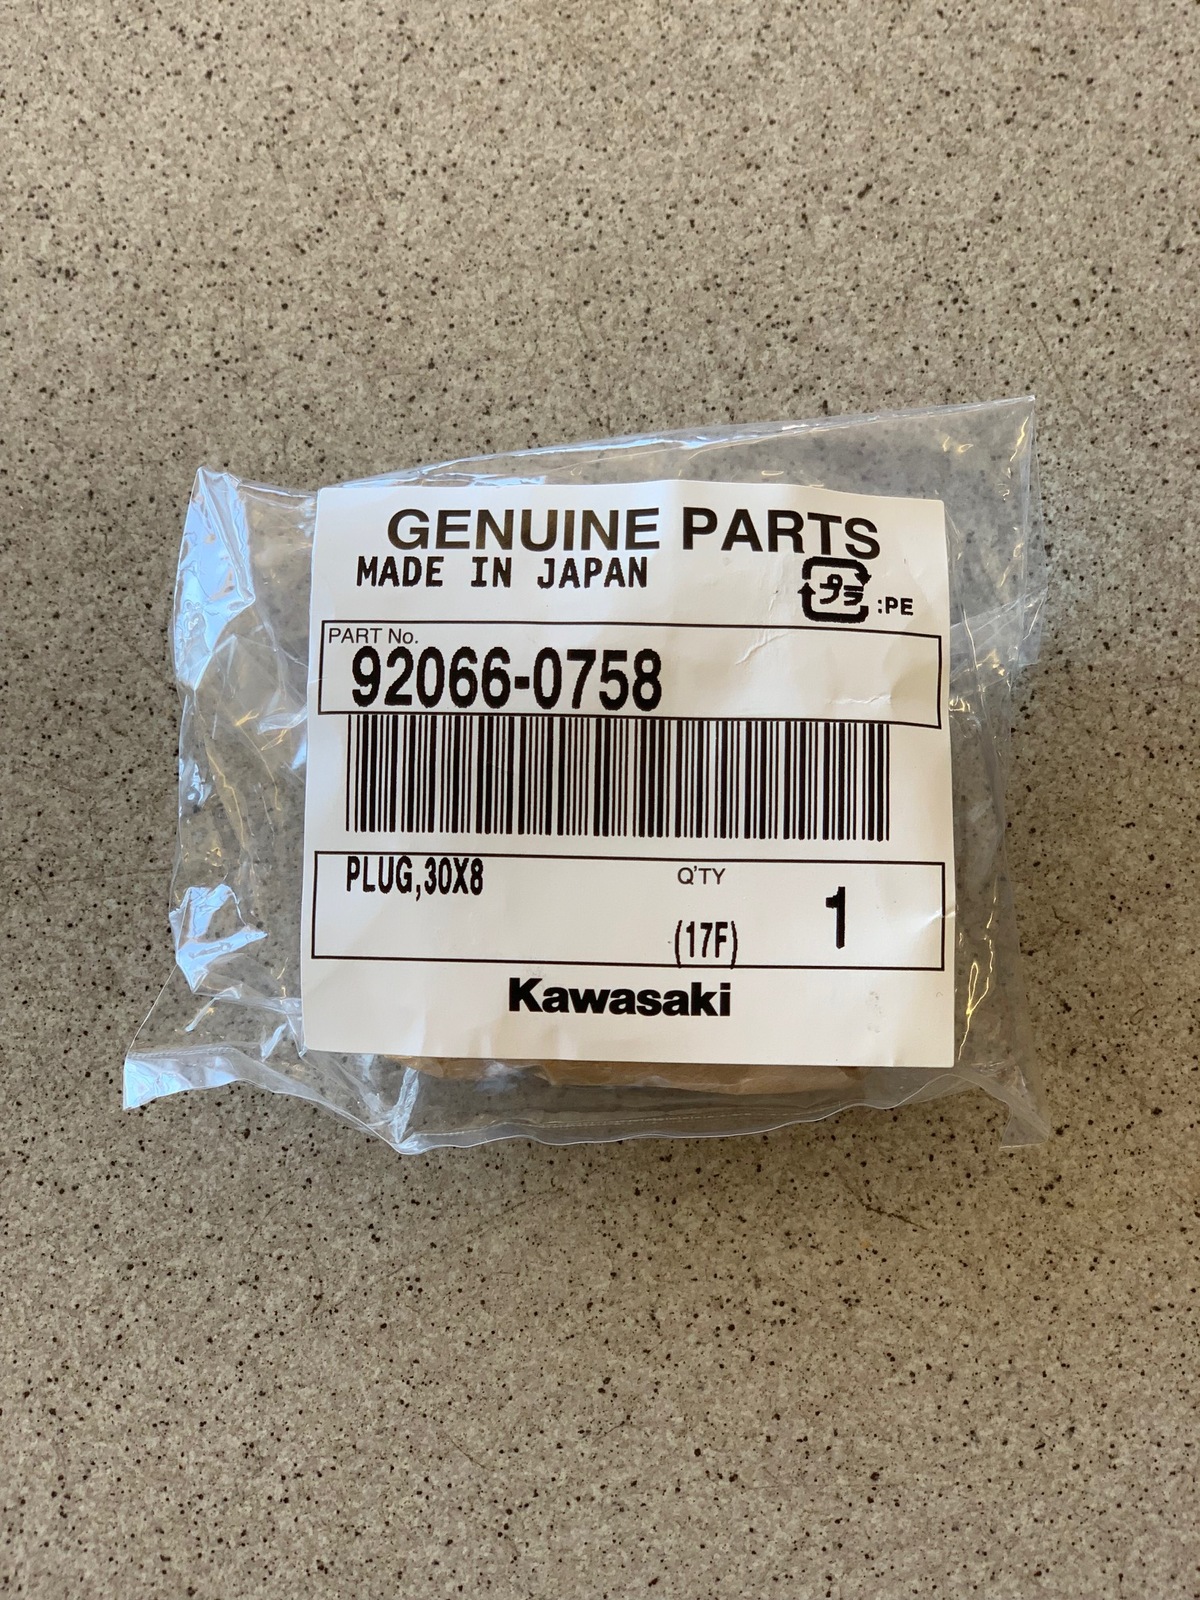 GENUINE PARTS
MADE IN JAPAN
プラ :PE
PART No.
92066-0758
PLUG,30X8
Q'TY
(17F)
1
Kawasaki